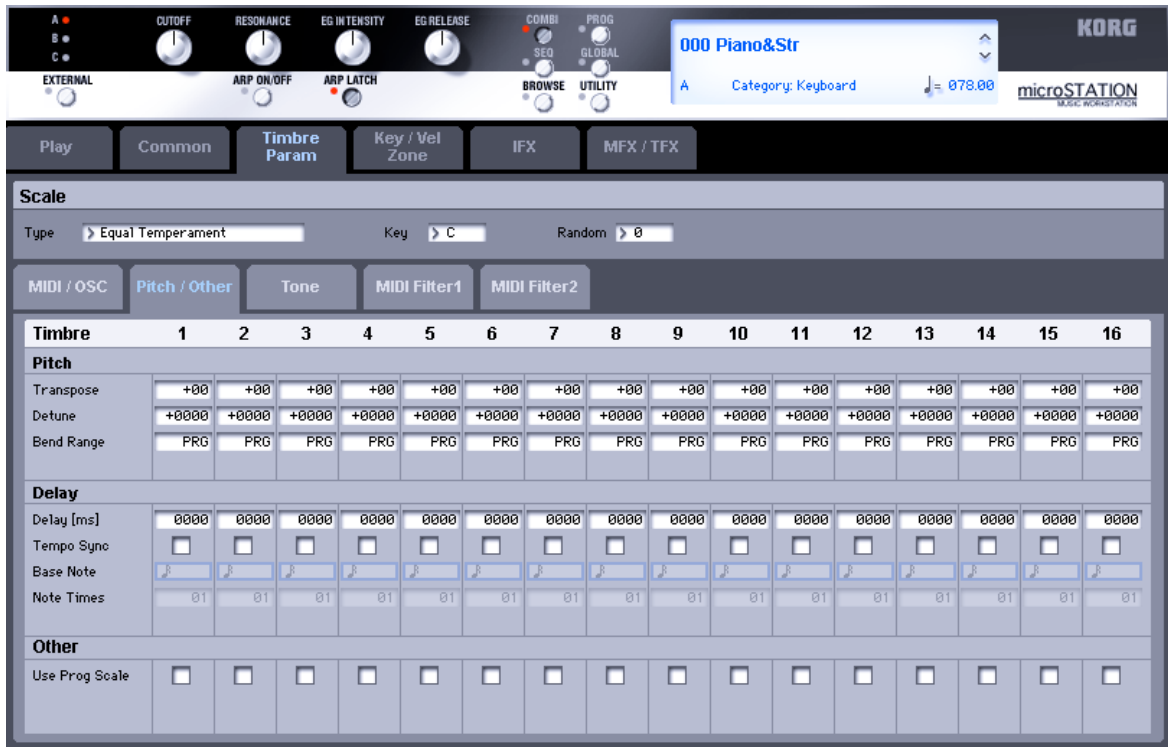 A
B
C
CUTOFF RESONANCE EG INTENSITY EG RELEASE
COMBI PROG
SEQ GLOBAL
EXTERNAL ARP ON/OFF ARP LATCH BROWSE UTILITY
000 Piano&Str
A Category: Keyboard ♩= 078.00
KORG
microSTATION
MUSIC WORKSTATION
Play Common Timbre Param Key / Vel Zone IFX MFX / TFX
Scale
Type Equal Temperament Key C Random 0
MIDI / OSC Pitch / Other Tone MIDI Filter1 MIDI Filter2
Timbre 1 2 3 4 5 6 7 8 9 10 11 12 13 14 15 16
Pitch
Transpose +00 +00 +00 +00 +00 +00 +00 +00 +00 +00 +00 +00 +00 +00 +00 +00
Detune +0000 +0000 +0000 +0000 +0000 +0000 +0000 +0000 +0000 +0000 +0000 +0000 +0000 +0000 +0000 +0000
Bend Range PRG PRG PRG PRG PRG PRG PRG PRG PRG PRG PRG PRG PRG PRG PRG PRG
Delay
Delay [ms] 0000 0000 0000 0000 0000 0000 0000 0000 0000 0000 0000 0000 0000 0000 0000 0000
Tempo Sync
Base Note
Note Times 01 01 01 01 01 01 01 01 01 01 01 01 01 01 01 01
Other
Use Prog Scale